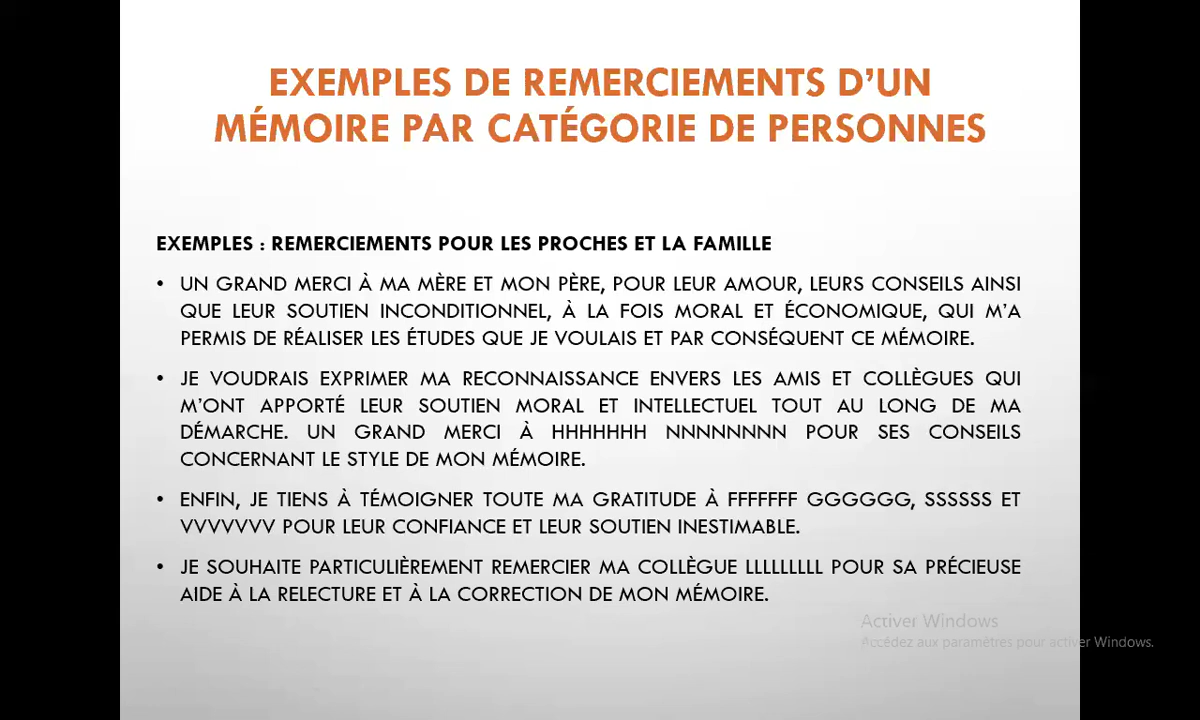 EXEMPLES DE REMERCIEMENTS D’UN
MÉMOIRE PAR CATÉGORIE DE PERSONNES
EXEMPLES : REMERCIEMENTS POUR LES PROCHES ET LA FAMILLE
• UN GRAND MERCI À MA MÈRE ET MON PÈRE, POUR LEUR AMOUR, LEURS CONSEILS AINSI
QUE LEUR SOUTIEN INCONDITIONNEL, À LA FOIS MORAL ET ÉCONOMIQUE, QUI M’A
PERMIS DE RÉALISER LES ÉTUDES QUE JE VOULAIS ET PAR CONSÉQUENT CE MÉMOIRE.
• JE VOUDRAIS EXPRIMER MA RECONNAISSANCE ENVERS LES AMIS ET COLLÈGUES QUI
M’ONT APPORTÉ LEUR SOUTIEN MORAL ET INTELLECTUEL TOUT AU LONG DE MA
DÉMARCHE. UN GRAND MERCI À HHHHHHH NNNNNNNN POUR SES CONSEILS
CONCERNANT LE STYLE DE MON MÉMOIRE.
• ENFIN, JE TIENS À TÉMOIGNER TOUTE MA GRATITUDE À FFFFFFF GGGGGG, SSSSSS ET
VVVVVVV POUR LEUR CONFIANCE ET LEUR SOUTIEN INESTIMABLE.
• JE SOUHAITE PARTICULIÈREMENT REMERCIER MA COLLÈGUE LLLLLLLLL POUR SA PRÉCIEUSE
AIDE À LA RELECTURE ET À LA CORRECTION DE MON MÉMOIRE.
Activer Windows
Accédez aux paramètres pour activer Windows.